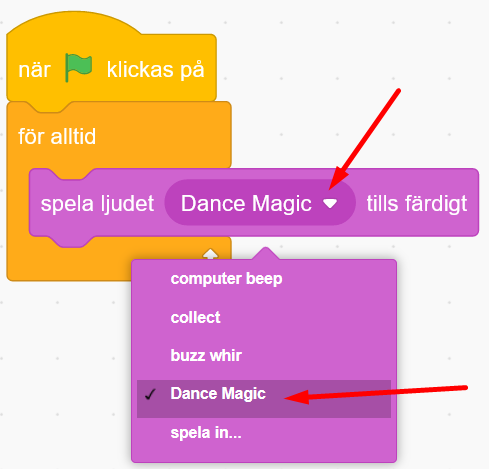 när klickas på
för alltid
spela ljudet Dance Magic tills färdigt
computer beep
collect
buzz whir
Dance Magic
spela in...